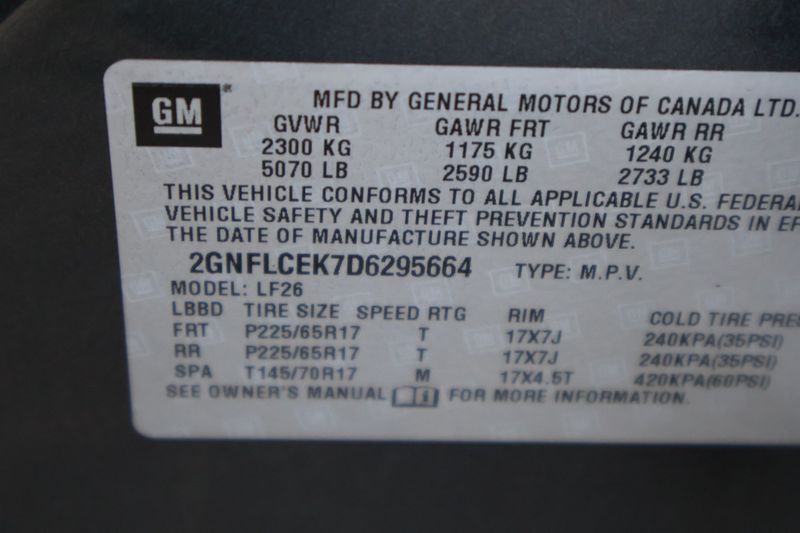 GM
MFD BY GENERAL MOTORS OF CANADA LTD.
GVWR GAWR FRT GAWR RR
2300 KG 1175 KG 1240 KG
5070 LB 2590 LB 2733 LB
THIS VEHICLE CONFORMS TO ALL APPLICABLE U.S. FEDERAL
VEHICLE SAFETY AND THEFT PREVENTION STANDARDS IN EF
THE DATE OF MANUFACTURE SHOWN ABOVE.
2GNFLCEK7D6295664 TYPE: M.P.V.
MODEL: LF26
LBBD TIRE SIZE SPEED RTG RIM COLD TIRE PRE
FRT P225/65R17 T 17X7J 240KPA(35PSI)
RR P225/65R17 T 17X7J 240KPA(35PSI)
SPA T145/70R17 M 17X4.5T 420KPA(60PSI)
SEE OWNER'S MANUAL FOR MORE INFORMATION.